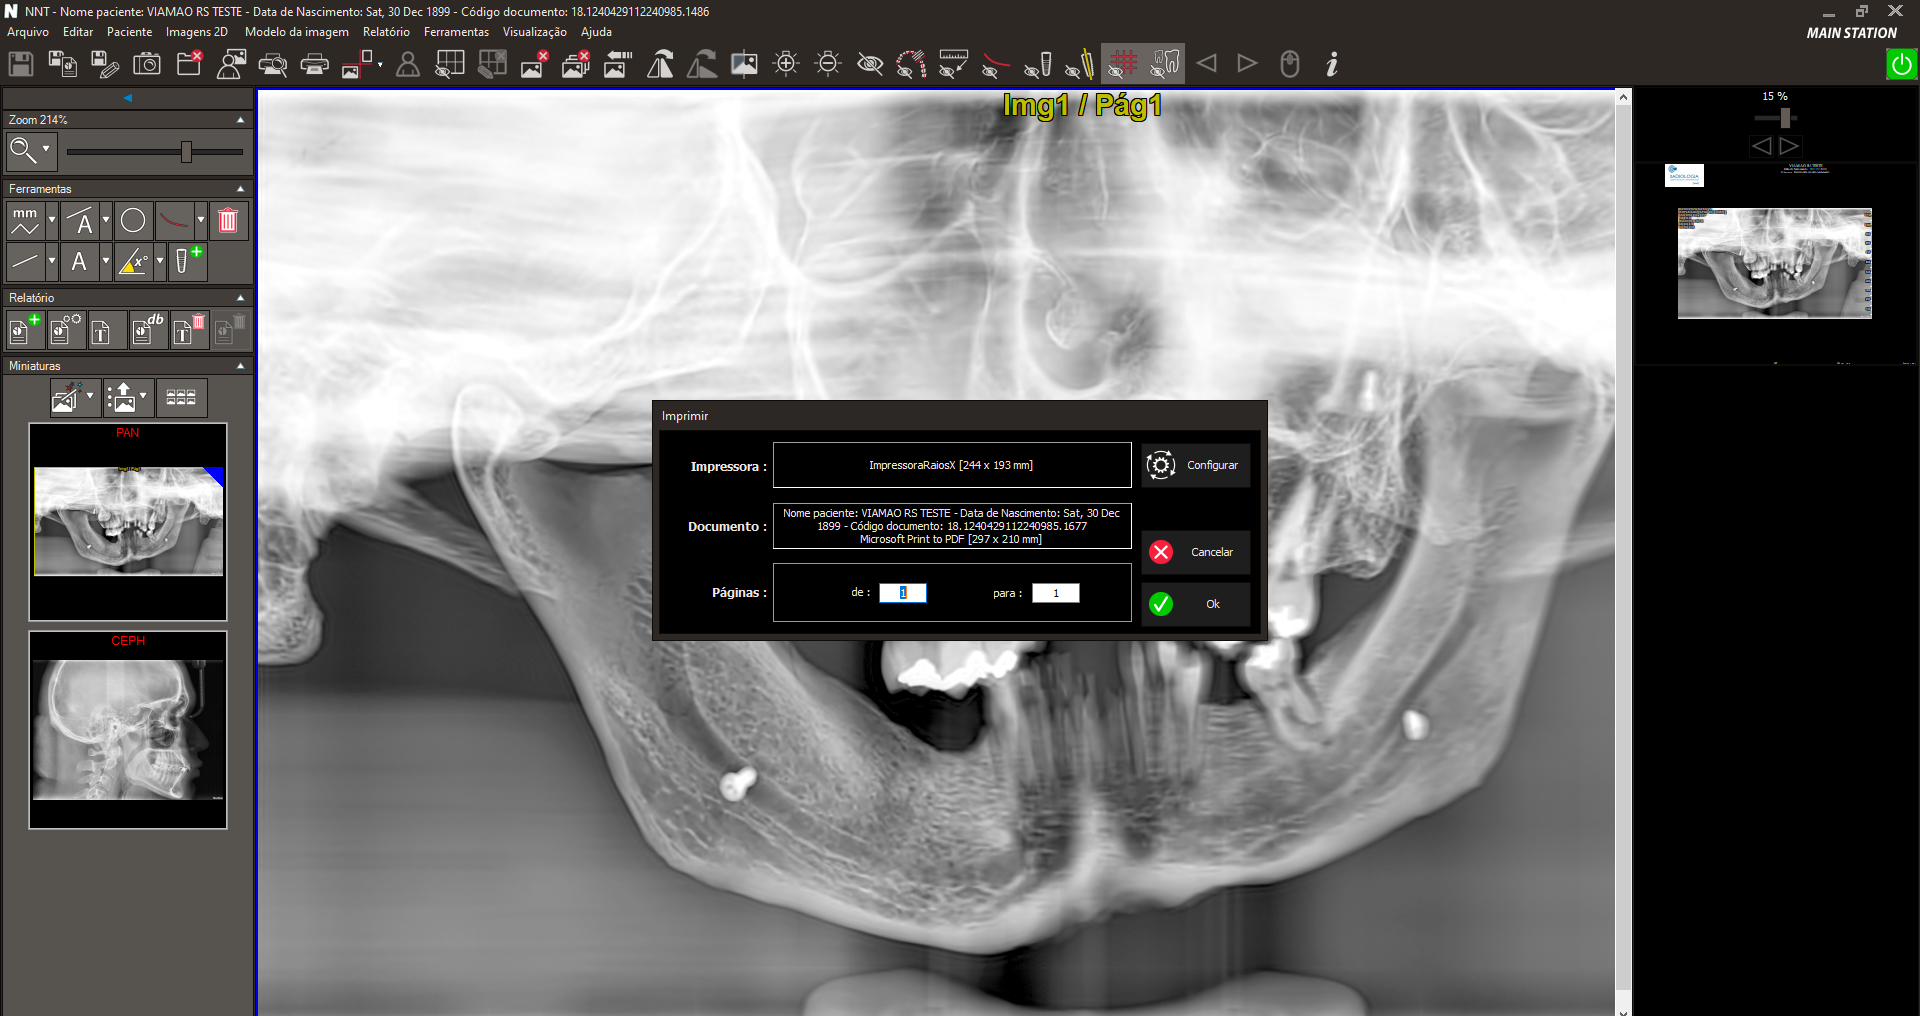 NNT - Nome paciente: VIAMAO RS TESTE - Data de Nascimento: Sat, 30 Dec 1899 - Código documento: 18.1240429112240985.1486
Arquivo Editar Paciente Imagens 2D Modelo da imagem Relatório Ferramentas Visualização Ajuda
MAIN STATION
Img1 / Pág1
15 %
Zoom 214%
Ferramentas
mm A
A x°
Relatório
T db T
Miniaturas
PAN
CEPH
RADIOLOGIA
VIAMAO RS TESTE
Imprimir
Impressora : ImpressoraRaiosX [244 x 193 mm] Configurar
Documento : Nome paciente: VIAMAO RS TESTE - Data de Nascimento: Sat, 30 Dec
1899 - Código documento: 18.1240429112240985.1677
Microsoft Print to PDF [297 x 210 mm]
Cancelar
Páginas : de : 1 para : 1
Ok